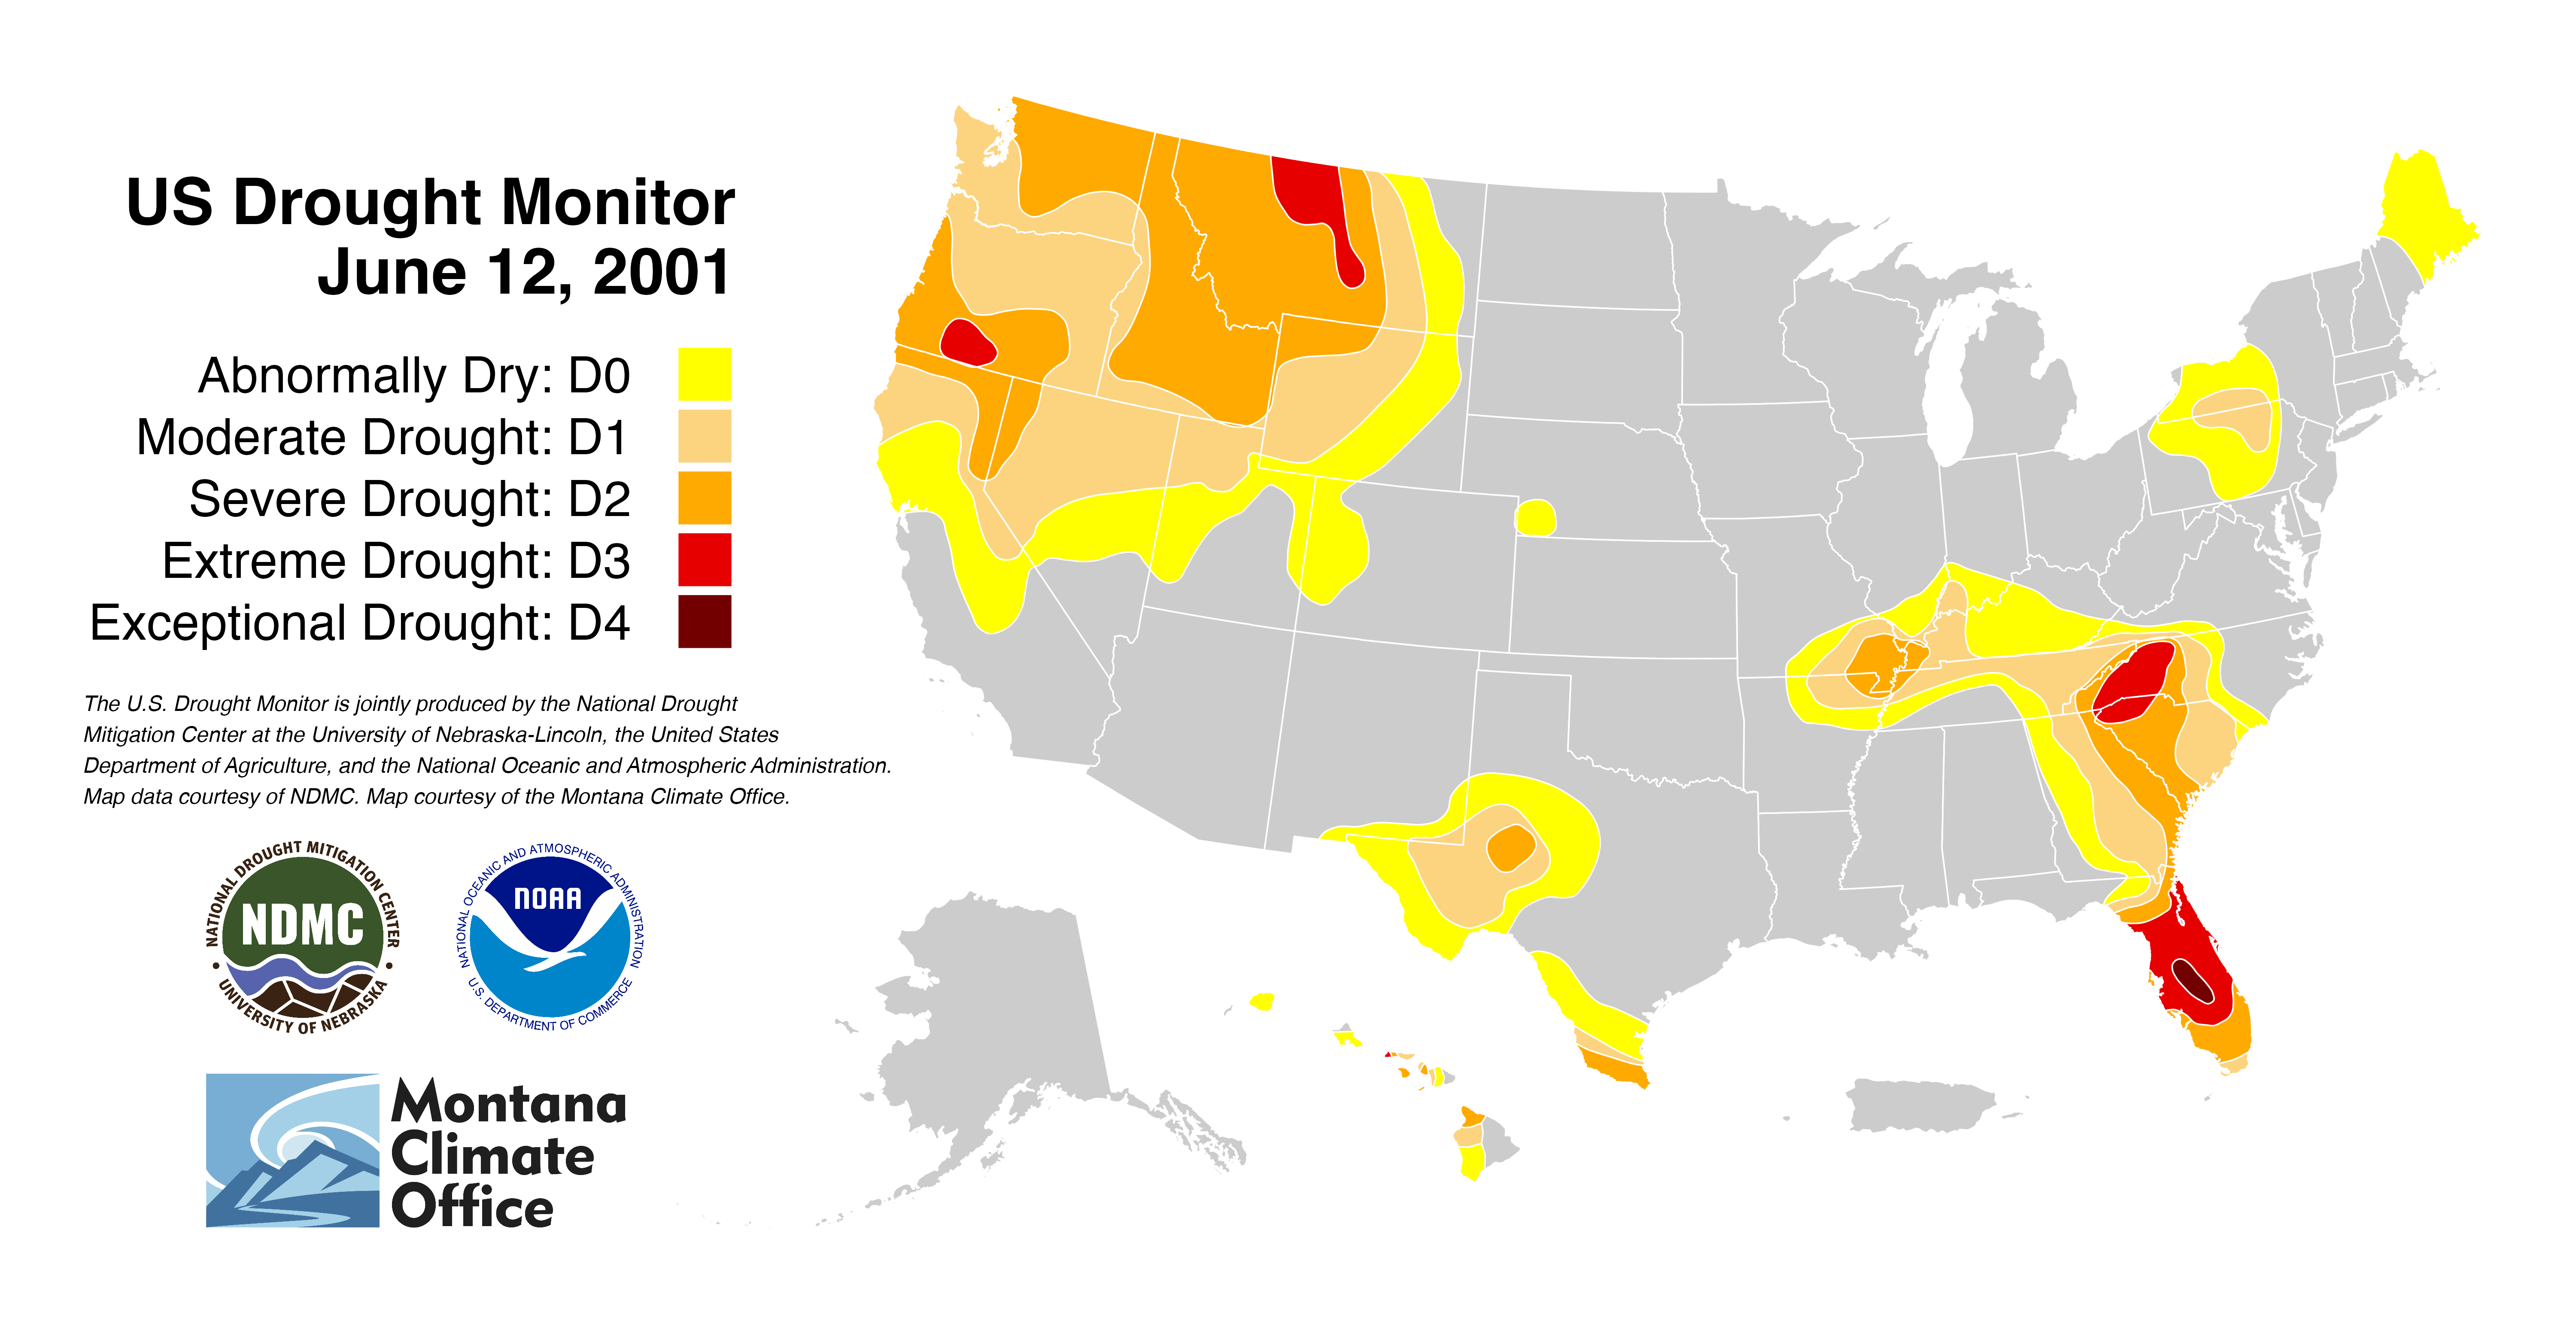 US Drought Monitor
June 12, 2001
Abnormally Dry: D0
Moderate Drought: D1
Severe Drought: D2
Extreme Drought: D3
Exceptional Drought: D4
The U.S. Drought Monitor is jointly produced by the National Drought
Mitigation Center at the University of Nebraska-Lincoln, the United States
Department of Agriculture, and the National Oceanic and Atmospheric Administration.
Map data courtesy of NDMC. Map courtesy of the Montana Climate Office.
NATIONAL DROUGHT MITIGATION CENTER
NDMC
• UNIVERSITY OF NEBRASKA •
NATIONAL OCEANIC AND ATMOSPHERIC ADMINISTRATION
NOAA
U.S. DEPARTMENT OF COMMERCE
Montana
Climate
Office